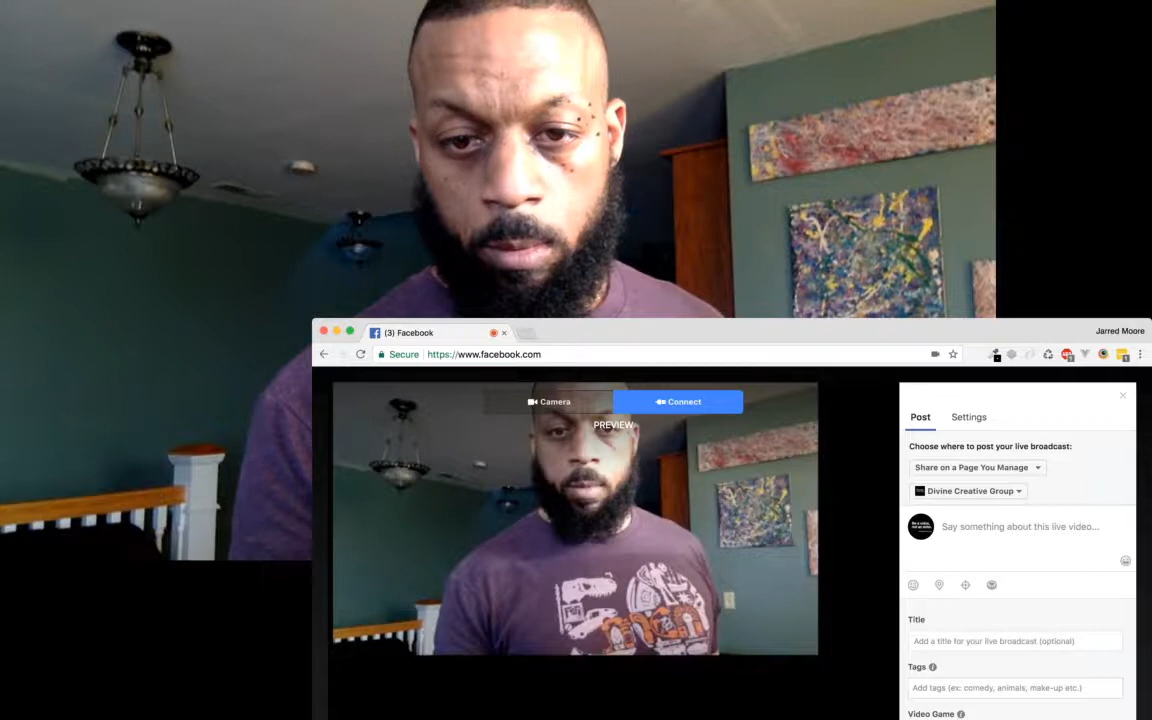 (3) Facebook
Jarred Moore
Secure
https://www.facebook.com
Camera
Connect
PREVIEW
Post
Settings
Choose where to post your live broadcast:
Share on a Page You Manage
Divine Creative Group
Say something about this live video...
Title
Add a title for your live broadcast (optional)
Tags
Add tags (ex: comedy, animals, make-up etc.)
Video Game